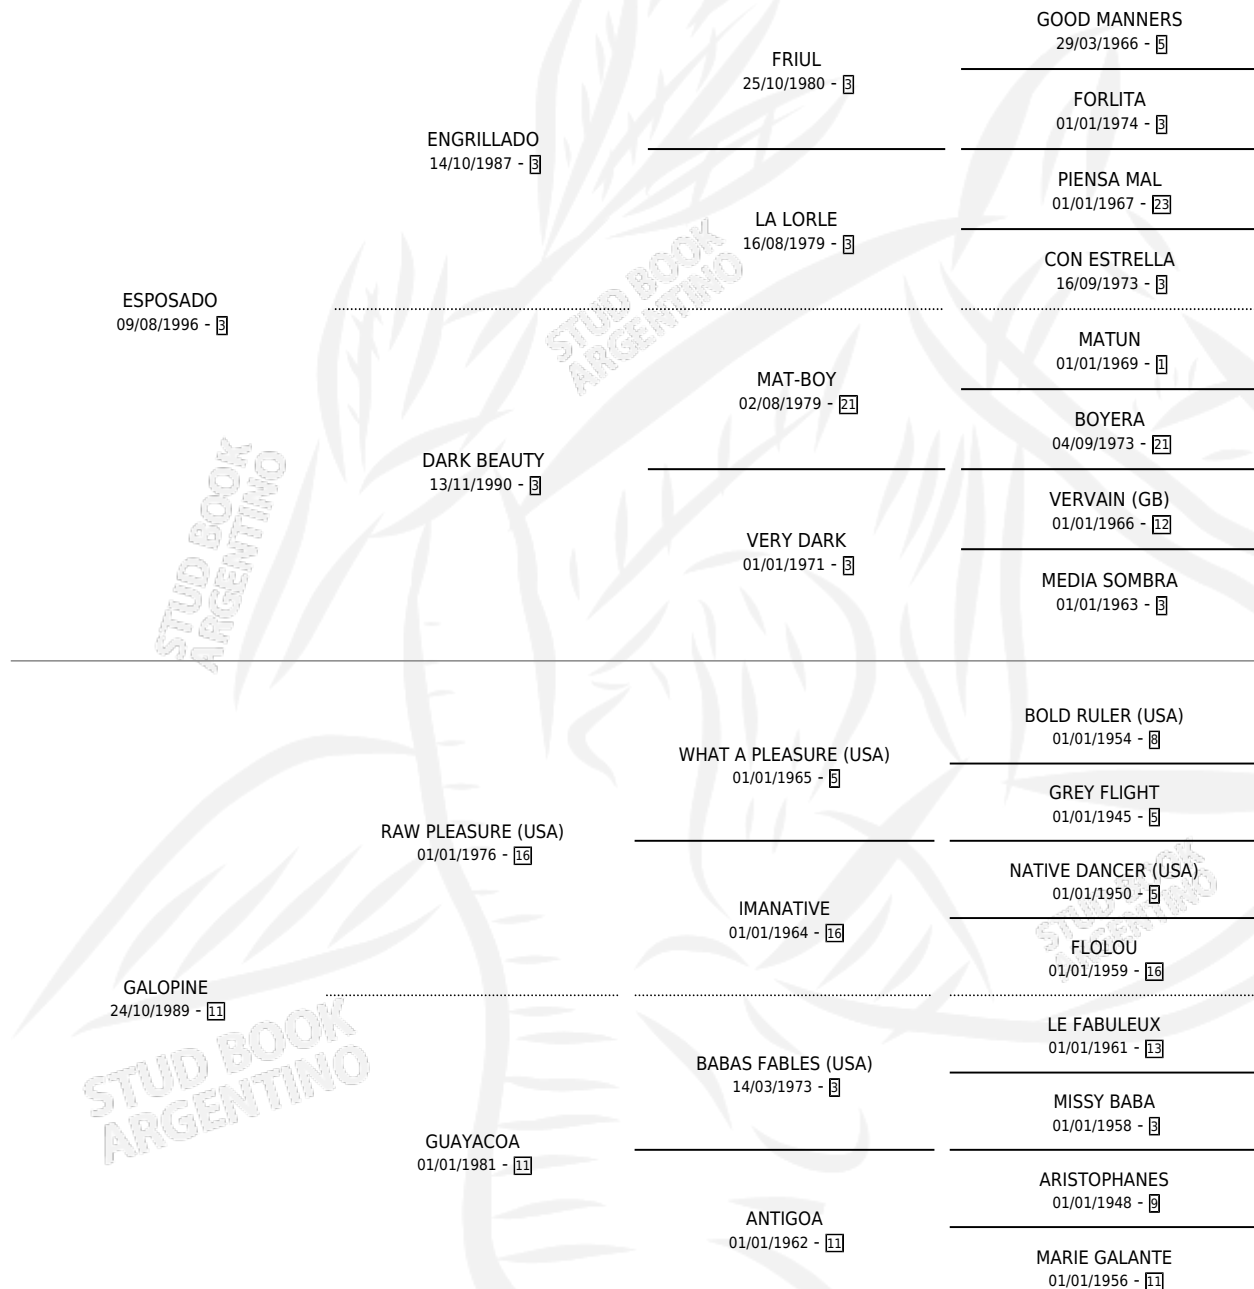 GOOD MANNERS
29/03/1966 - 5
FRIUL
25/10/1980 - 3
FORLITA
01/01/1974 - 3
ENGRILLADO
14/10/1987 - 3
PIENSA MAL
01/01/1967 - 23
LA LORLE
16/08/1979 - 3
CON ESTRELLA
16/09/1973 - 3
ESPOSADO
09/08/1996 - 3
STUD BOOK
ARGENTINO
MATUN
01/01/1969 - 1
MAT-BOY
02/08/1979 - 21
BOYERA
04/09/1973 - 21
DARK BEAUTY
13/11/1990 - 3
VERVAIN (GB)
01/01/1966 - 12
VERY DARK
01/01/1971 - 3
MEDIA SOMBRA
01/01/1963 - 3
STUD BOOK
ARGENTINO
BOLD RULER (USA)
01/01/1954 - 8
WHAT A PLEASURE (USA)
01/01/1965 - 5
GREY FLIGHT
01/01/1945 - 5
RAW PLEASURE (USA)
01/01/1976 - 16
NATIVE DANCER (USA)
01/01/1950 - 5
IMANATIVE
01/01/1964 - 16
FLOLOU
01/01/1959 - 16
STUD BOOK
ARGENTINO
GALOPINE
24/10/1989 - 11
STUD BOOK
ARGENTINO
LE FABULEUX
01/01/1961 - 13
BABAS FABLES (USA)
14/03/1973 - 3
MISSY BABA
01/01/1958 - 3
GUAYACOA
01/01/1981 - 11
ARISTOPHANES
01/01/1948 - 9
ANTIGOA
01/01/1962 - 11
MARIE GALANTE
01/01/1956 - 11